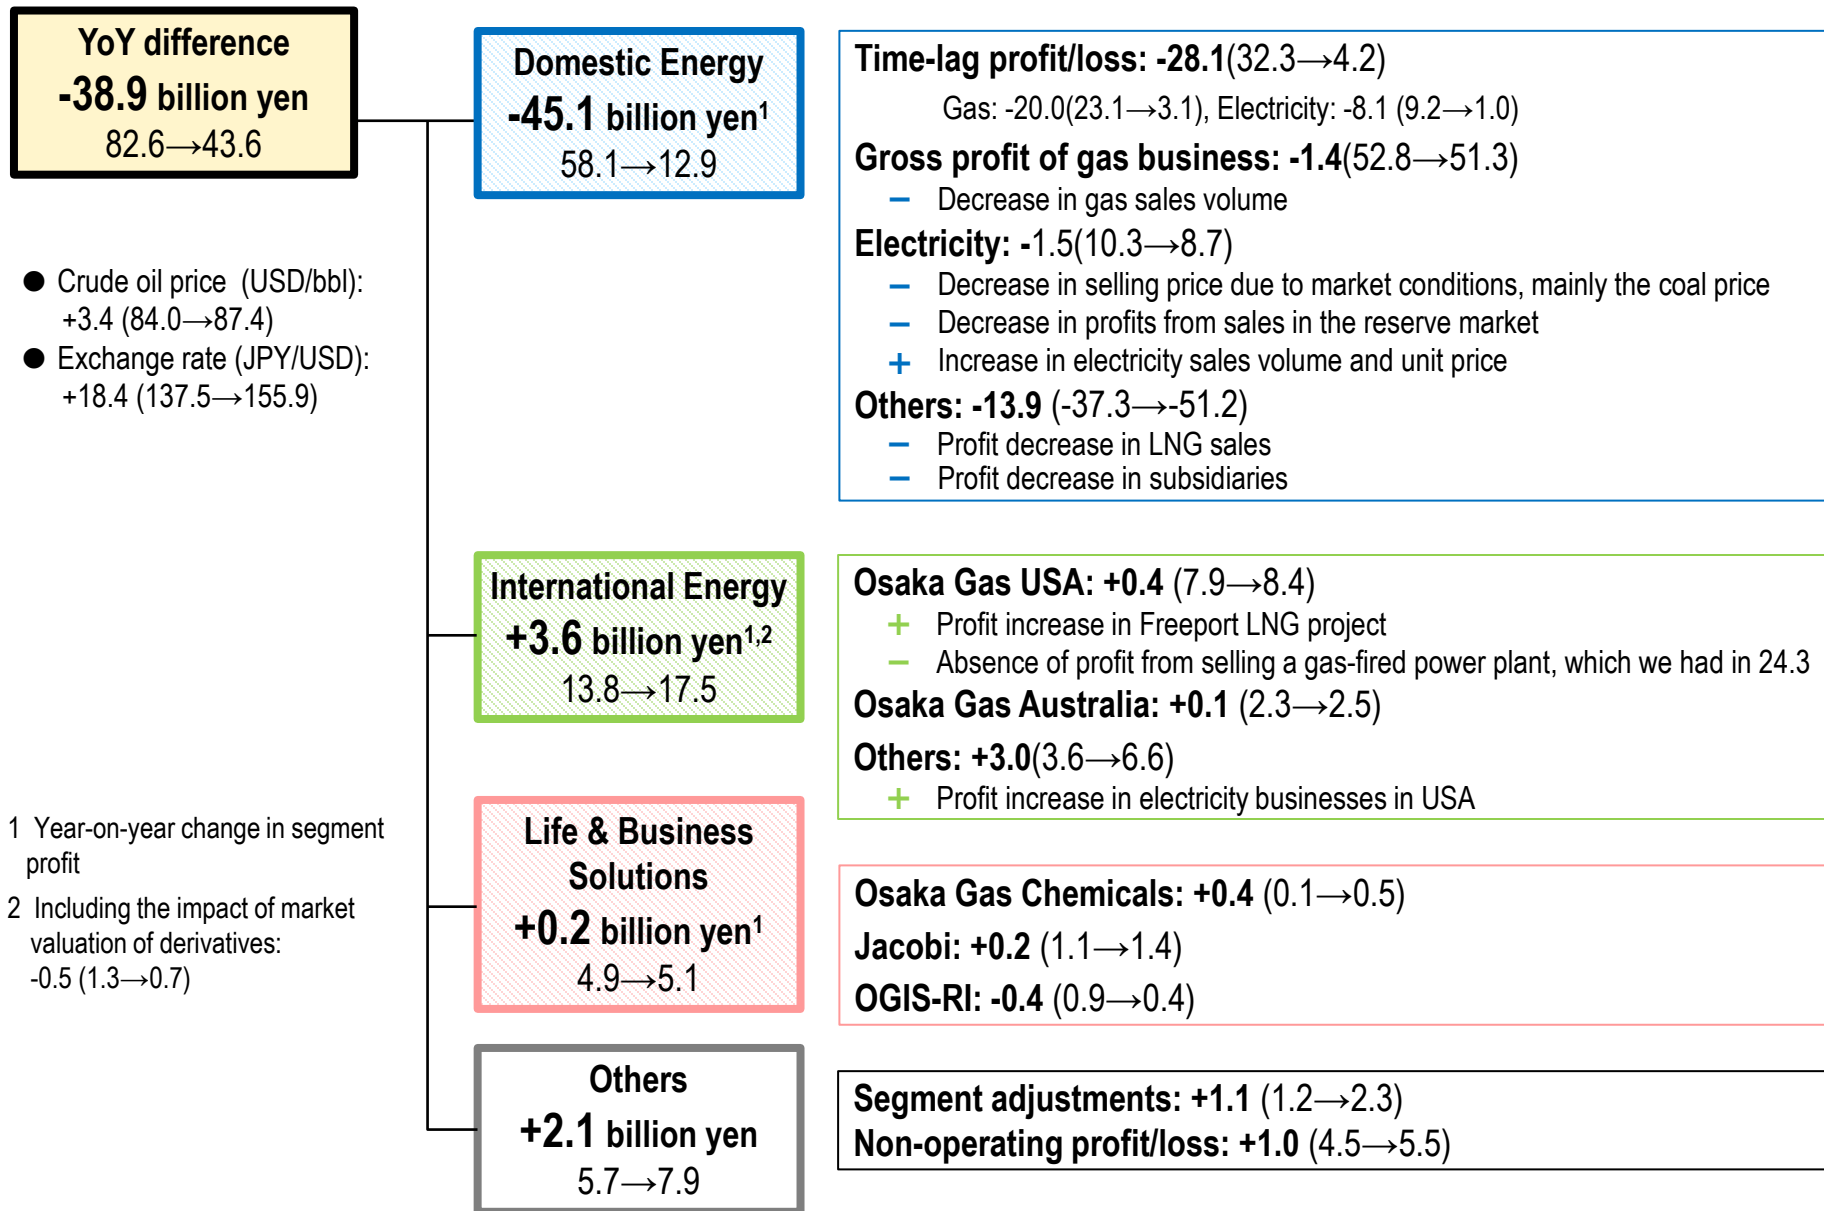 YoY difference
-38.9 billion yen
82.6→43.6
● Crude oil price (USD/bbl):
+3.4 (84.0→87.4)
● Exchange rate (JPY/USD):
+18.4 (137.5→155.9)
1 Year-on-year change in segment
profit
2 Including the impact of market
valuation of derivatives:
-0.5 (1.3→0.7)
Domestic Energy
-45.1 billion yen1
58.1→12.9
Time-lag profit/loss: -28.1(32.3→4.2)
Gas: -20.0(23.1→3.1), Electricity: -8.1 (9.2→1.0)
Gross profit of gas business: -1.4(52.8→51.3)
− Decrease in gas sales volume
Electricity: -1.5(10.3→8.7)
− Decrease in selling price due to market conditions, mainly the coal price
− Decrease in profits from sales in the reserve market
+ Increase in electricity sales volume and unit price
Others: -13.9 (-37.3→-51.2)
− Profit decrease in LNG sales
− Profit decrease in subsidiaries
International Energy
+3.6 billion yen1,2
13.8→17.5
Osaka Gas USA: +0.4 (7.9→8.4)
+ Profit increase in Freeport LNG project
− Absence of profit from selling a gas-fired power plant, which we had in 24.3
Osaka Gas Australia: +0.1 (2.3→2.5)
Others: +3.0(3.6→6.6)
+ Profit increase in electricity businesses in USA
Life & Business
Solutions
+0.2 billion yen1
4.9→5.1
Osaka Gas Chemicals: +0.4 (0.1→0.5)
Jacobi: +0.2 (1.1→1.4)
OGIS-RI: -0.4 (0.9→0.4)
Others
+2.1 billion yen
5.7→7.9
Segment adjustments: +1.1 (1.2→2.3)
Non-operating profit/loss: +1.0 (4.5→5.5)